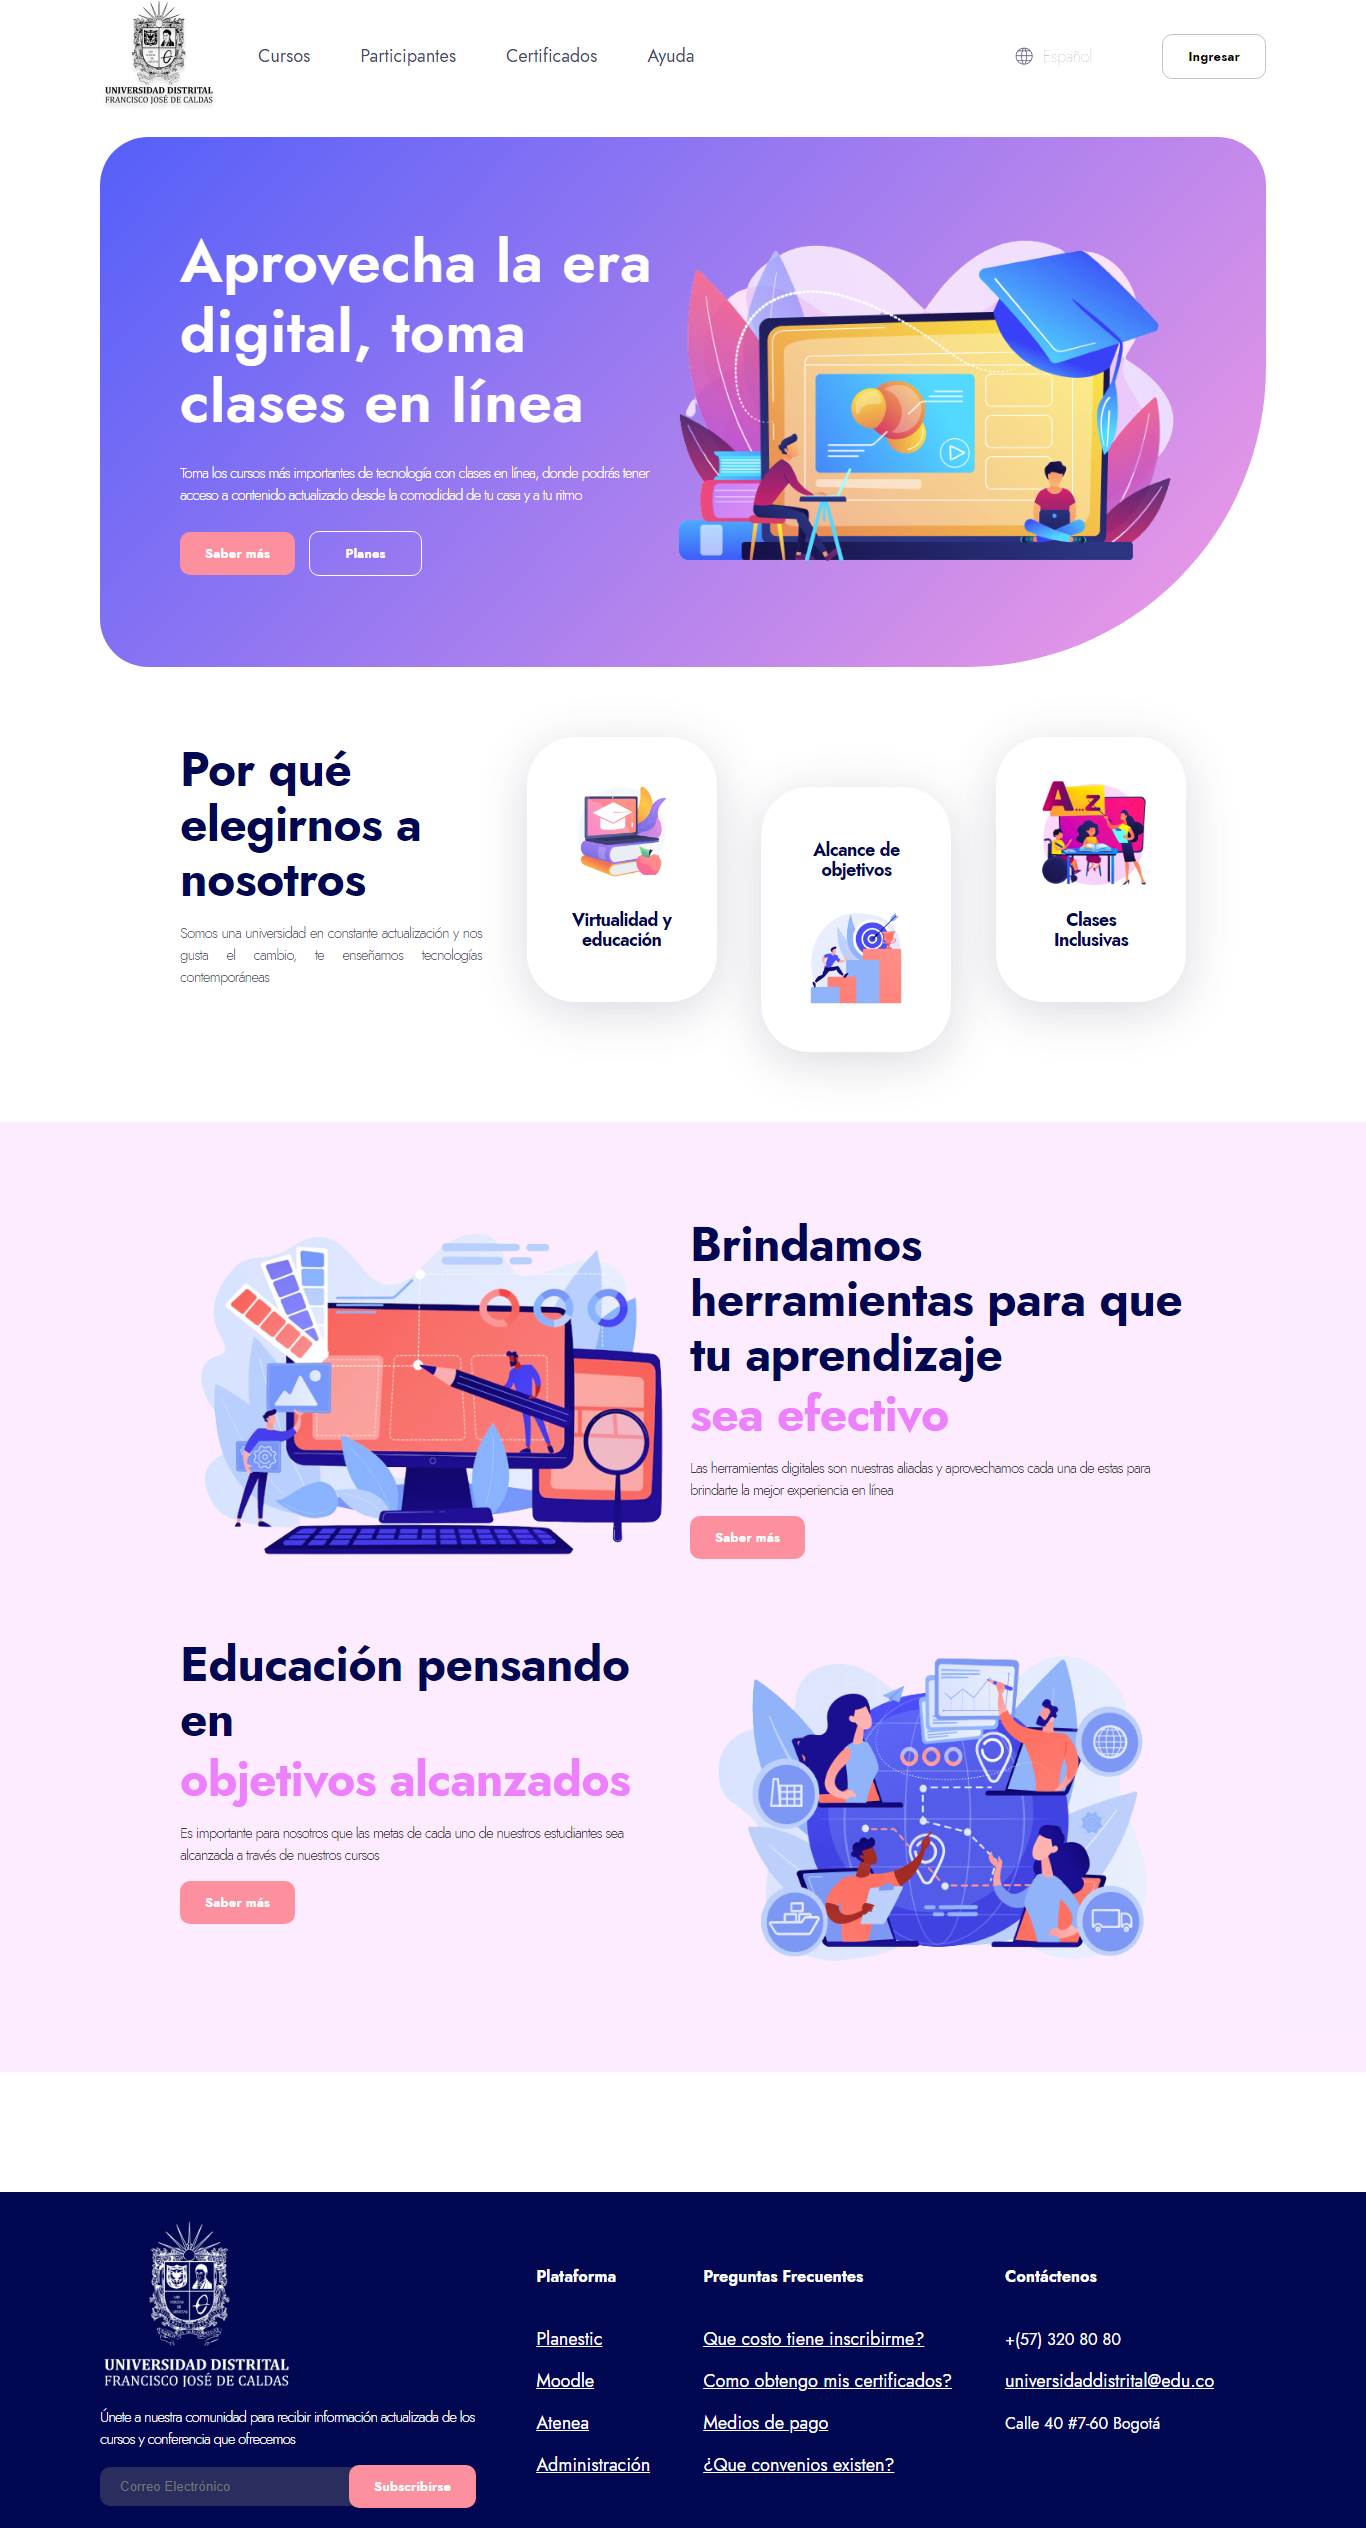 UNIVERSIDAD DISTRITAL
FRANCISCO JOSÉ DE CALDAS
Cursos
Participantes
Certificados
Ayuda
Español
Ingresar
Aprovecha la era
digital, toma
clases en línea
Toma los cursos más importantes de tecnología con clases en línea, donde podrás tener
acceso a contenido actualizado desde la comodidad de tu casa y a tu ritmo
Saber más
Planes
Por qué
elegirnos a
nosotros
Somos una universidad en constante actualización y nos
gusta el cambio, te enseñamos tecnologías
contemporáneas
Virtualidad y
educación
Alcance de
objetivos
A...z
Clases
Inclusivas
Brindamos
herramientas para que
tu aprendizaje
sea efectivo
Las herramientas digitales son nuestras aliadas y aprovechamos cada una de estas para
brindarte la mejor experiencia en línea
Saber más
Educación pensando
en
objetivos alcanzados
Es importante para nosotros que las metas de cada uno de nuestros estudiantes sea
alcanzada a través de nuestros cursos
Saber más
UNIVERSIDAD DISTRITAL
FRANCISCO JOSÉ DE CALDAS
Únete a nuestra comunidad para recibir información actualizada de los
cursos y conferencia que ofrecemos
Correo Electrónico
Subscribirse
Plataforma
Planestic
Moodle
Atenea
Administración
Preguntas Frecuentes
Que costo tiene inscribirme?
Como obtengo mis certificados?
Medios de pago
¿Que convenios existen?
Contáctenos
+(57) 320 80 80
universidaddistrital@edu.co
Calle 40 #7-60 Bogotá